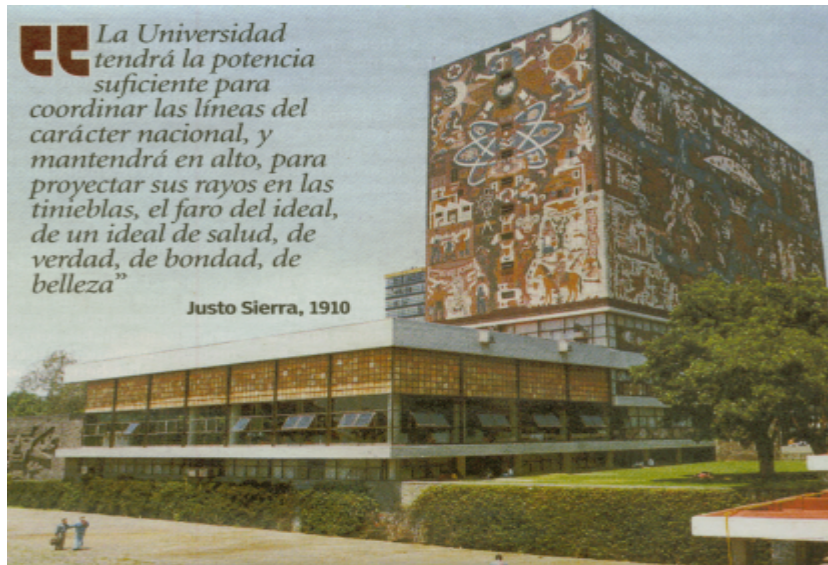 “La Universidad
tendrá la potencia
suficiente para
coordinar las líneas del
carácter nacional, y
mantendrá en alto, para
proyectar sus rayos en las
tinieblas, el faro del ideal,
de un ideal de salud, de
verdad, de bondad, de
belleza”
Justo Sierra, 1910